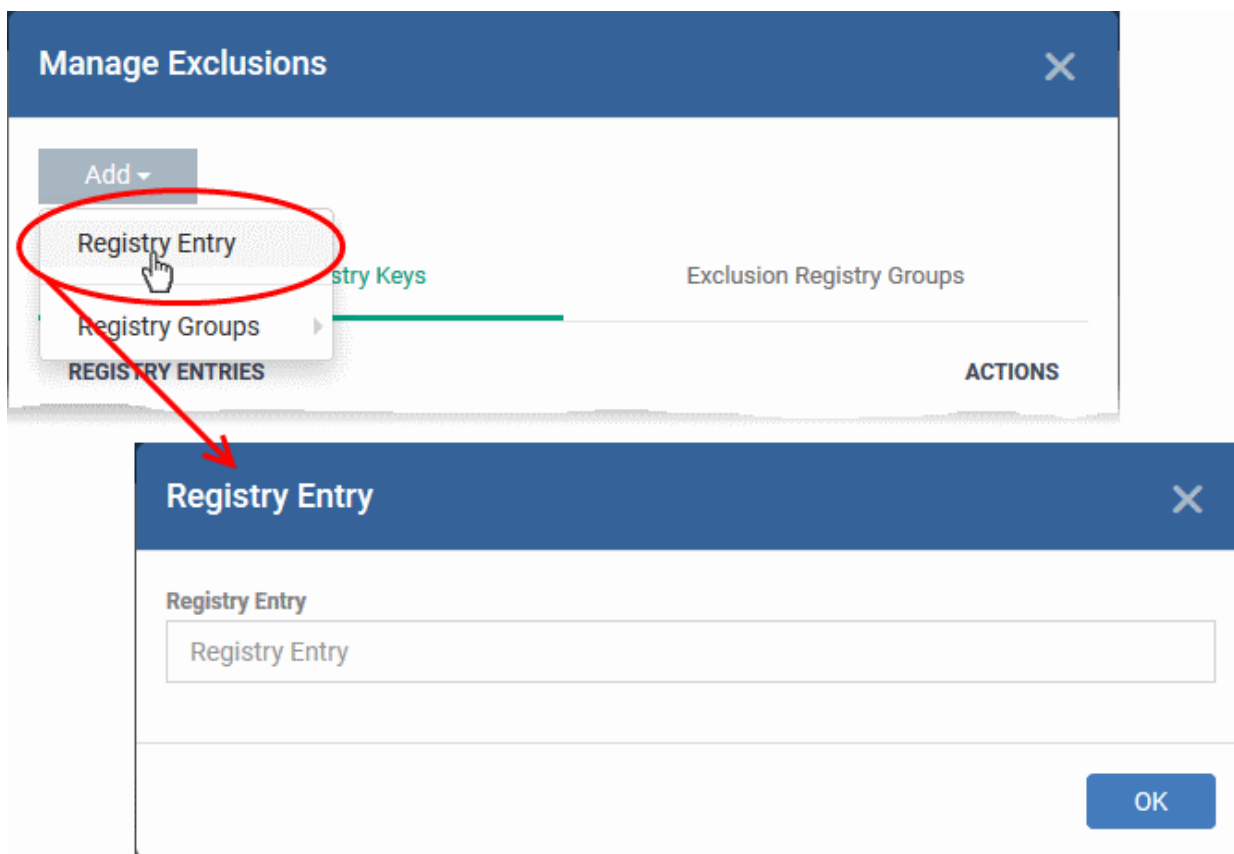 Manage Exclusions
Add
Registry Entry
stry Keys
Exclusion Registry Groups
Registry Groups
REGISTRY ENTRIES
ACTIONS
Registry Entry
Registry Entry
Registry Entry
OK